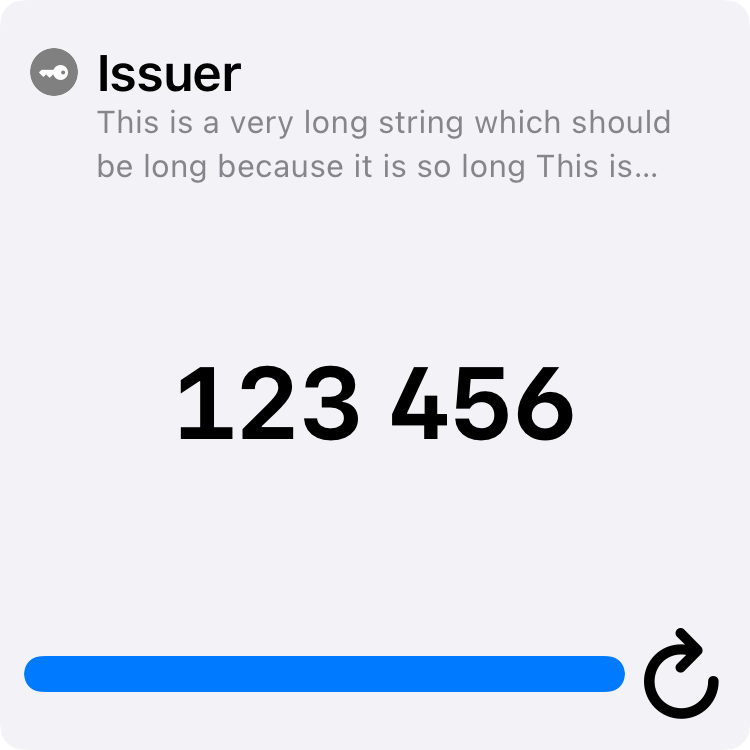 Issuer
This is a very long string which should
be long because it is so long This is...
123 456